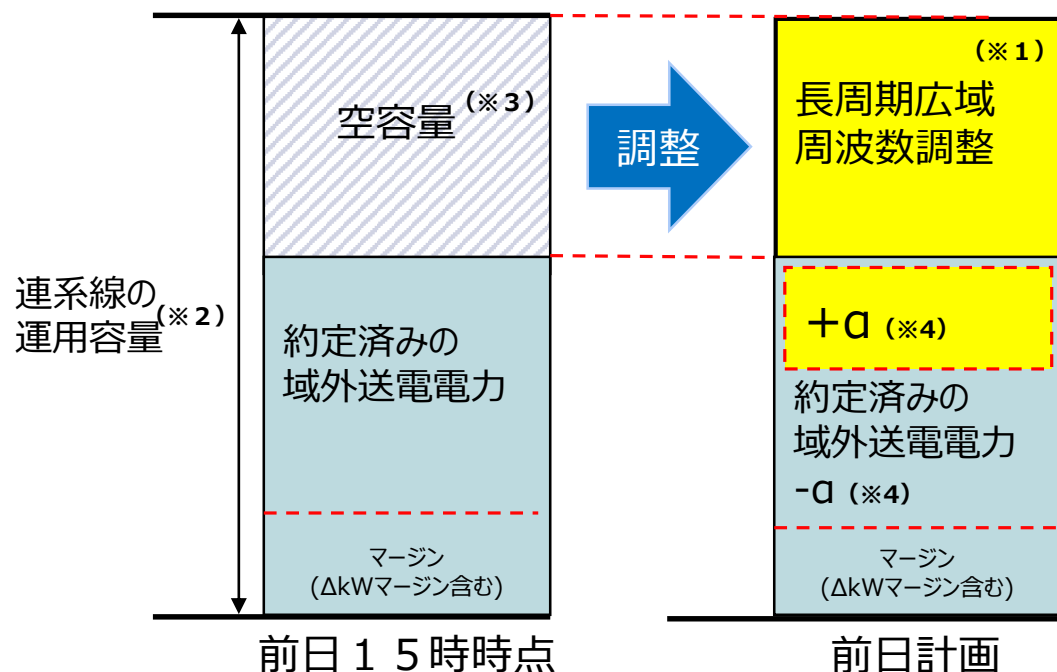 連系線の
運用容量（※２）
空容量（※３）
約定済みの
域外送電電力
マージン
(ΔkWマージン含む)
前日１５時時点
調整
（※１）
長周期広域
周波数調整
＋α（※４）
約定済みの
域外送電電力
-α（※４）
マージン
(ΔkWマージン含む)
前日計画